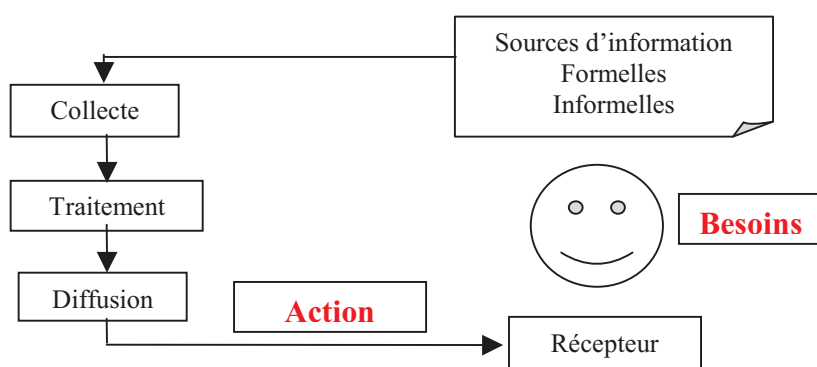 Sources d’information
Formelles
Informelles
Collecte
Traitement
Besoins
Diffusion
Action
Récepteur